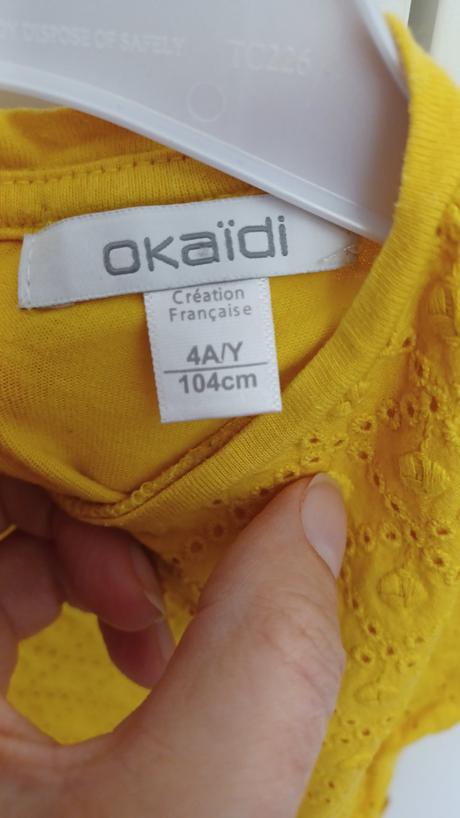 Y DISPOSE OF SAFELY
TC226
okaïdi
Création
Française
4A/Y
104cm